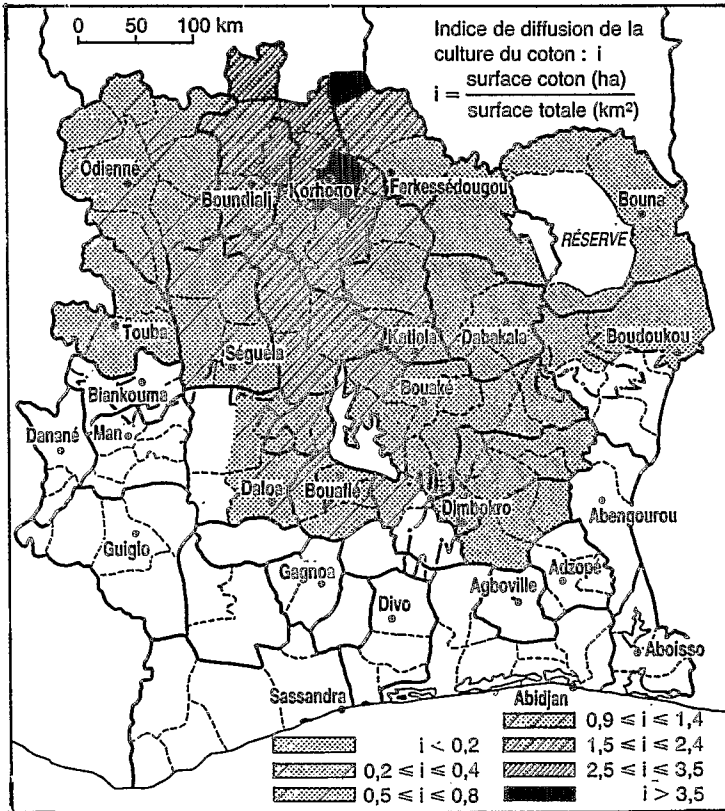 0 50 100 km
Indice de diffusion de la
culture du coton : i
i = surface coton (ha)
surface totale (km²)
Odienné
Boundiali
Korhogo
Ferkessédougou
Bouna
RÉSERVE
Touba
Séguéla
Katiola
Dabakala
Boudoukou
Biankouma
Bouaké
Danané
Man
Daloa
Bouaflé
Dimbokro
Abengourou
Guiglo
Gagnoa
Adzopé
Agboville
Divo
Aboisso
Sassandra
Abidjan
i < 0,2
0,2 ≤ i ≤ 0,4
0,5 ≤ i ≤ 0,8
0,9 ≤ i ≤ 1,4
1,5 ≤ i ≤ 2,4
2,5 ≤ i ≤ 3,5
i > 3,5